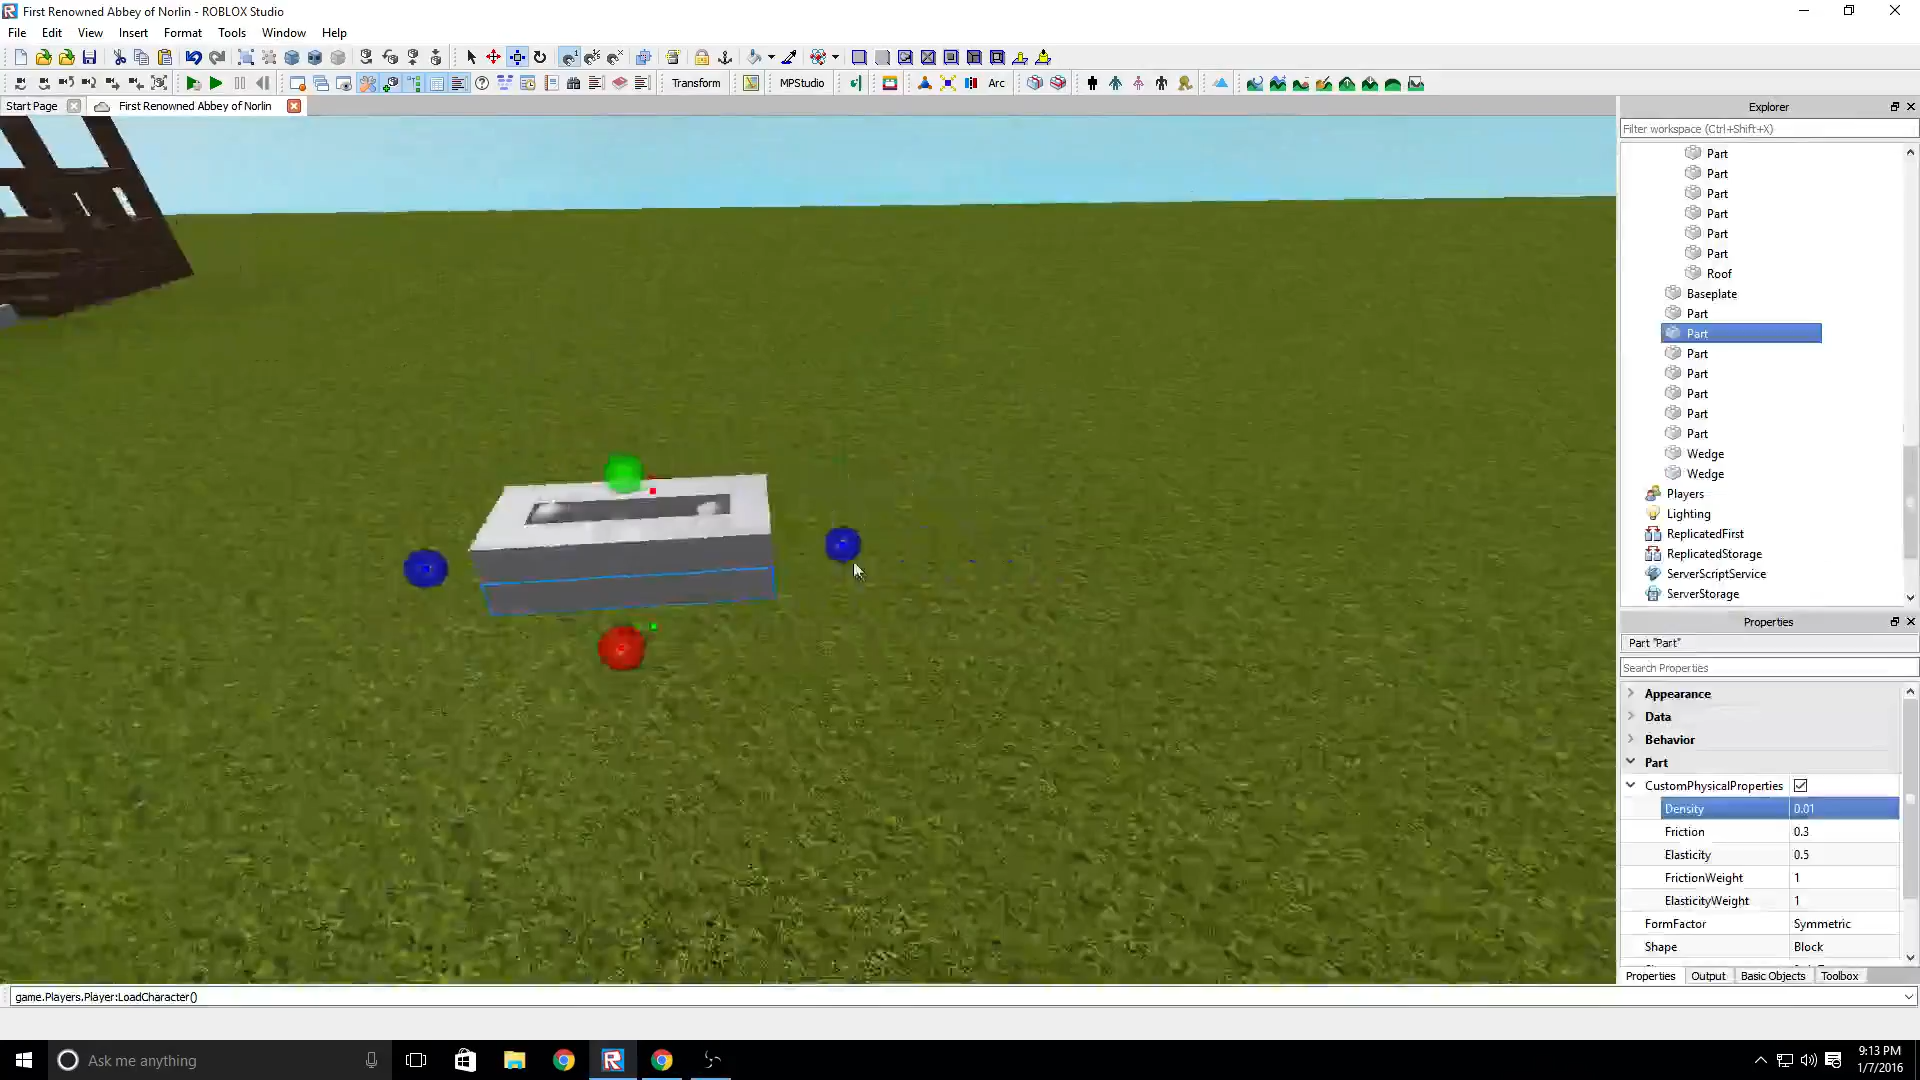 First Renowned Abbey of Norlin - ROBLOX Studio
File Edit View Insert Format Tools Window Help
Transform MPStudio Arc
Start Page First Renowned Abbey of Norlin
Explorer
Filter workspace (Ctrl+Shift+X)
Part
Part
Part
Part
Part
Part
Roof
Baseplate
Part
Part
Part
Part
Part
Part
Part
Wedge
Wedge
Players
Lighting
ReplicatedFirst
ReplicatedStorage
ServerScriptService
ServerStorage
Properties
Part "Part"
Search Properties
Appearance
Data
Behavior
Part
CustomPhysicalProperties
Density 0.01
Friction 0.3
Elasticity 0.5
FrictionWeight 1
ElasticityWeight 1
FormFactor Symmetric
Shape Block
Properties Output Basic Objects Toolbox
game.Players.Player:LoadCharacter()
Ask me anything
9:13 PM
1/7/2016